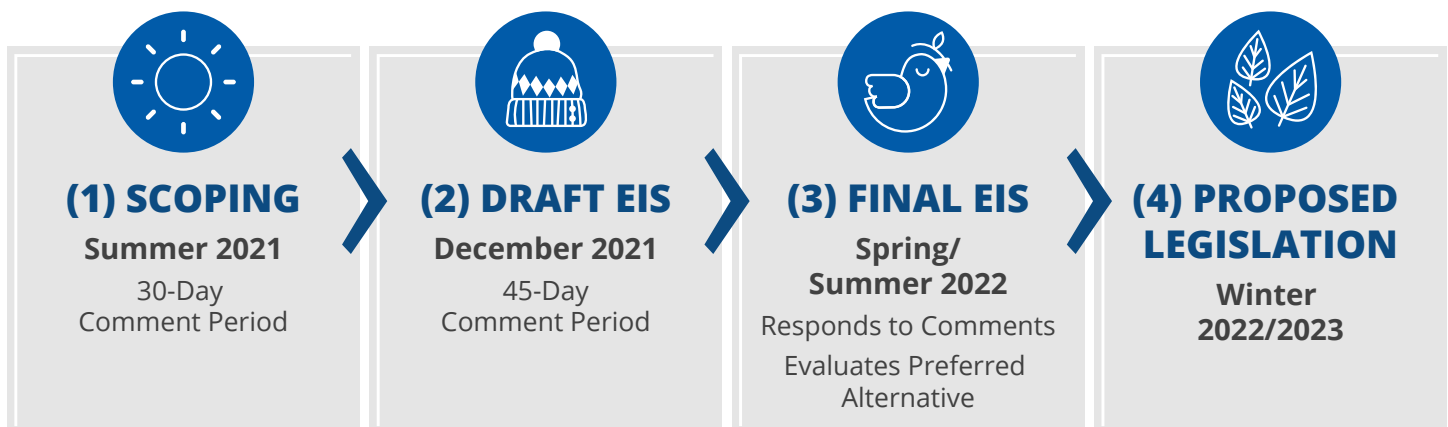 (1) SCOPING
Summer 2021
30-Day
Comment Period
(2) DRAFT EIS
December 2021
45-Day
Comment Period
(3) FINAL EIS
Spring/
Summer 2022
Responds to Comments
Evaluates Preferred
Alternative
(4) PROPOSED
LEGISLATION
Winter
2022/2023